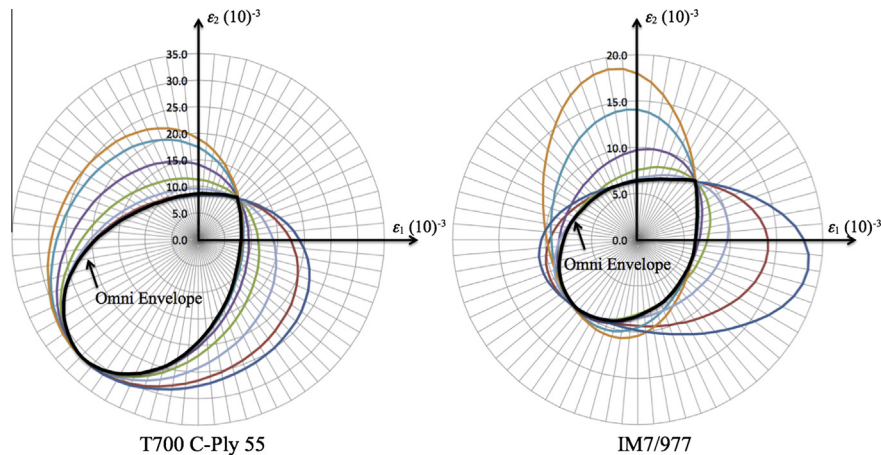 ε₂ (10)⁻³
35.0
30.0
25.0
20.0
15.0
10.0
5.0
0.0
ε₁ (10)⁻³
Omni Envelope
T700 C-Ply 55
ε₂ (10)⁻³
20.0
15.0
10.0
5.0
0.0
ε₁ (10)⁻³
Omni Envelope
IM7/977